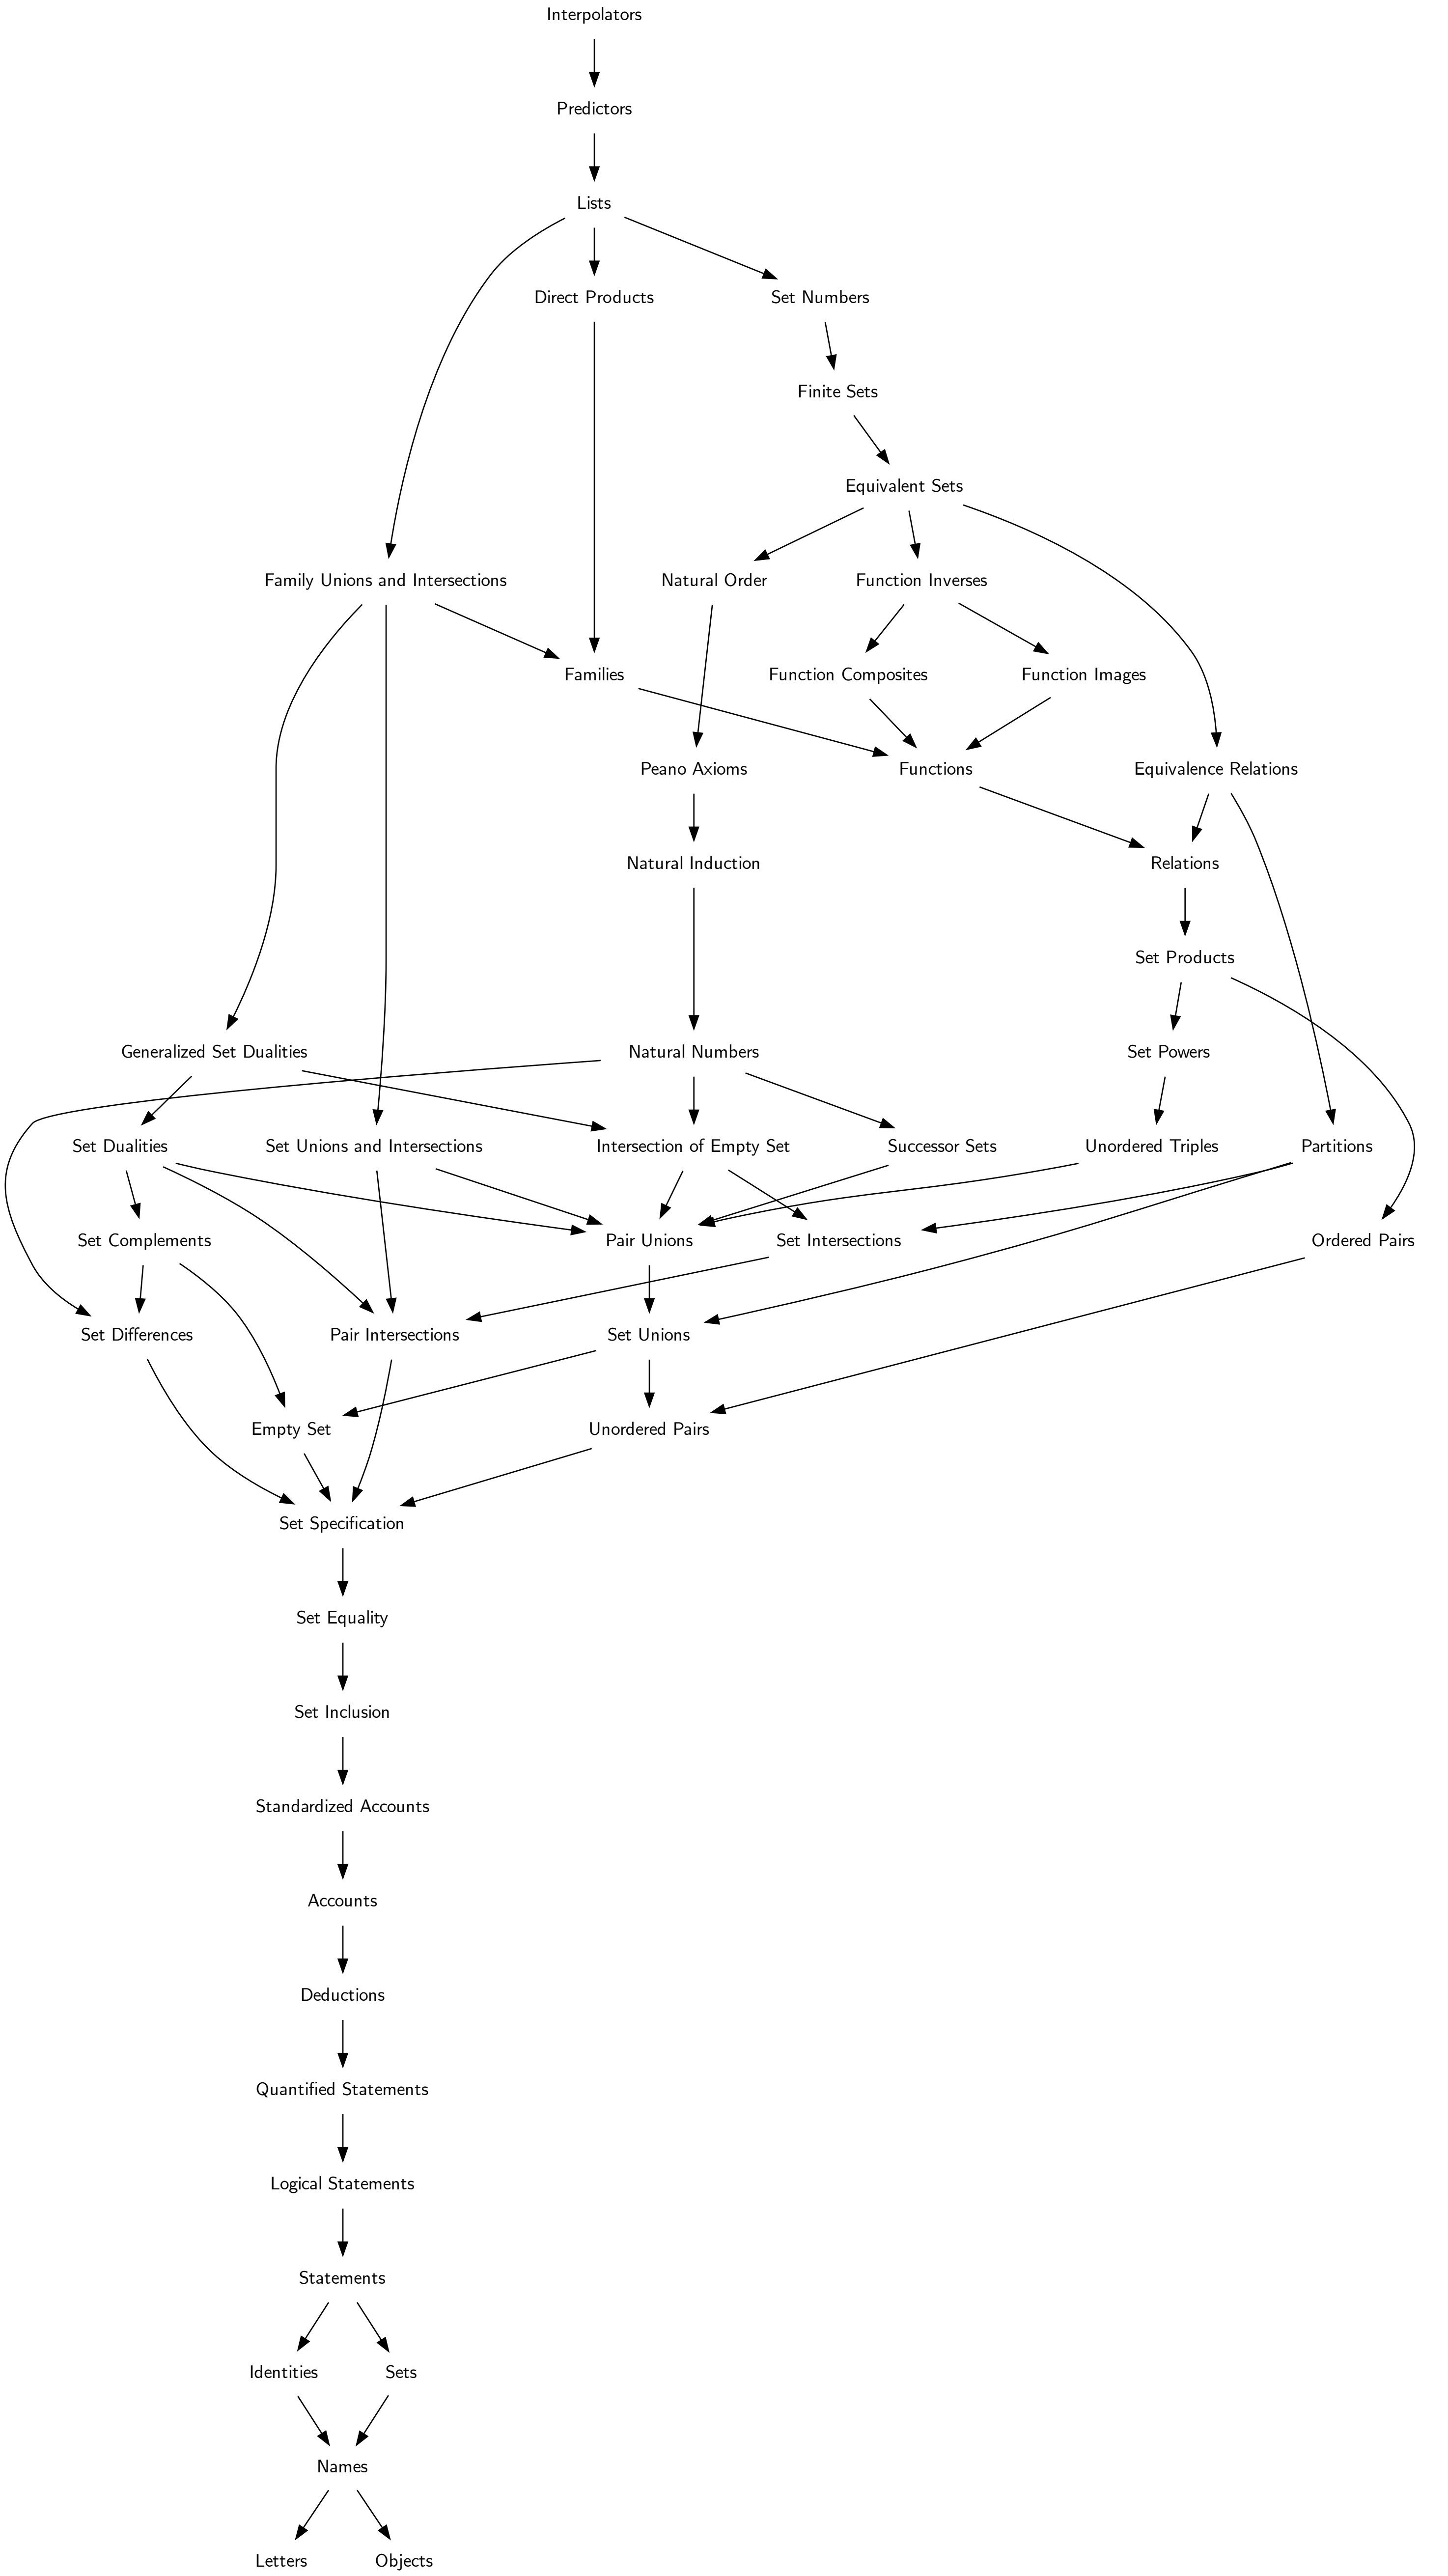 Interpolators
Predictors
Lists
Direct Products
Set Numbers
Finite Sets
Equivalent Sets
Family Unions and Intersections
Natural Order
Function Inverses
Families
Function Composites
Function Images
Peano Axioms
Functions
Equivalence Relations
Natural Induction
Relations
Set Products
Generalized Set Dualities
Natural Numbers
Set Powers
Set Dualities
Set Unions and Intersections
Intersection of Empty Set
Successor Sets
Unordered Triples
Partitions
Set Complements
Pair Unions
Set Intersections
Ordered Pairs
Set Differences
Pair Intersections
Set Unions
Empty Set
Unordered Pairs
Set Specification
Set Equality
Set Inclusion
Standardized Accounts
Accounts
Deductions
Quantified Statements
Logical Statements
Statements
Identities
Sets
Names
Letters
Objects